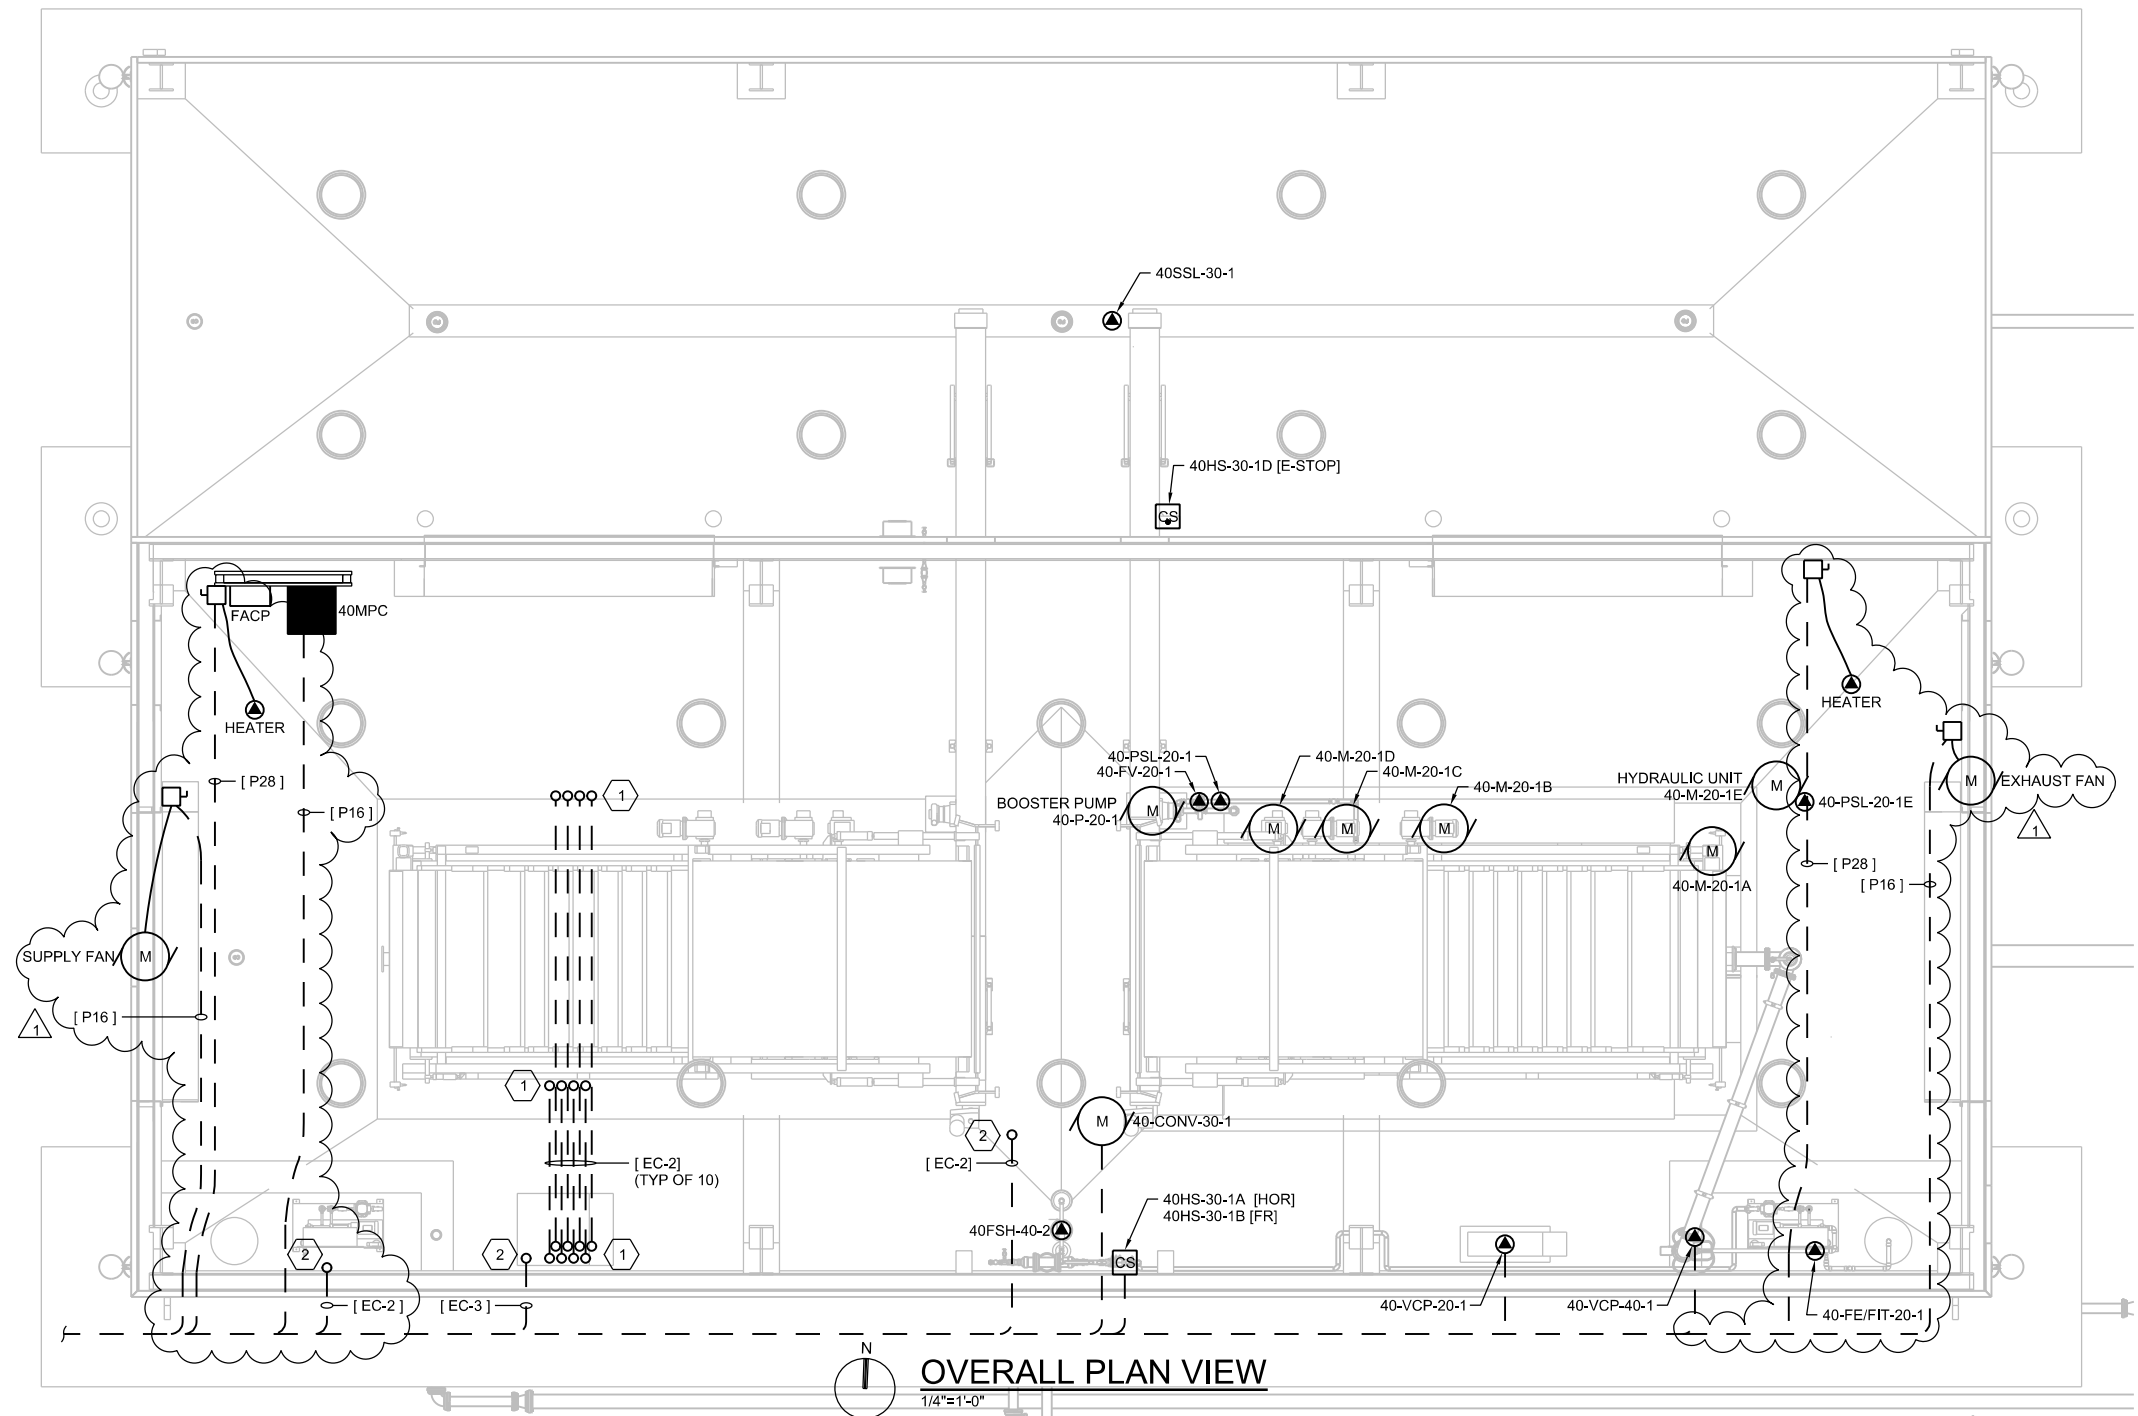 40SSL-30-1
40HS-30-1D [E-STOP]
CS
FACP
40MPC
HEATER
HEATER
[ P28 ]
[ P16 ]
1
40-PSL-20-1
40-FV-20-1
40-M-20-1D
40-M-20-1C
40-M-20-1B
BOOSTER PUMP
40-P-20-1
M
M
M
M
HYDRAULIC UNIT
40-M-20-1E
M
40-PSL-20-1E
M
EXHAUST FAN
1
M
40-M-20-1A
[ P28 ]
[ P16 ]
SUPPLY FAN
M
[ P16 ]
1
1
2
[ EC-2]
M
40-CONV-30-1
[ EC-2]
(TYP OF 10)
40HS-30-1A [HOR]
40HS-30-1B [FR]
40FSH-40-2
CS
2
2
1
[ EC-2 ]
[ EC-3 ]
40-VCP-20-1
40-VCP-40-1
40-FE/FIT-20-1
N
OVERALL PLAN VIEW
1/4"=1'-0"